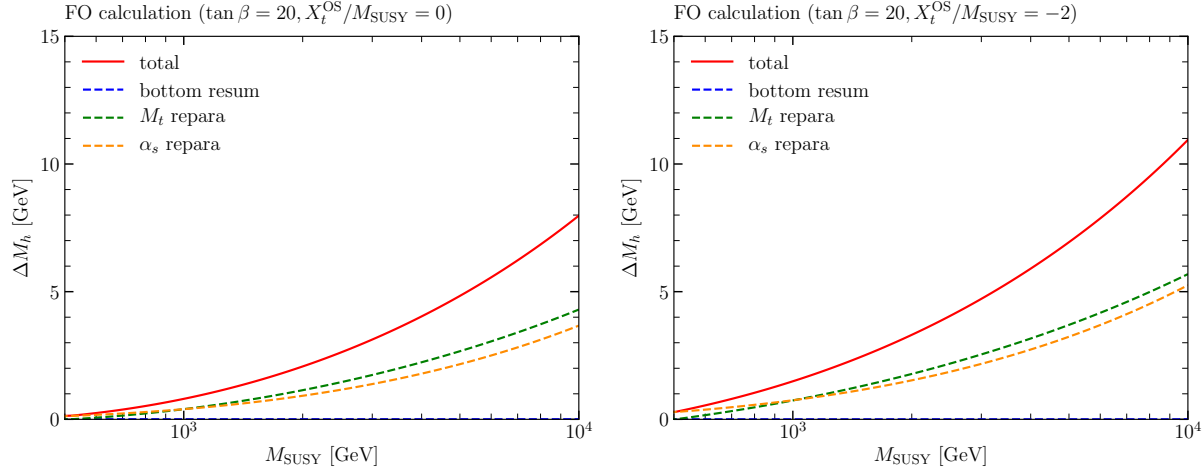 FO calculation (tan β = 20, X_t^OS/M_SUSY = 0)
15
10
5
0
ΔM_h [GeV]
total
bottom resum
M_t repara
α_s repara
10^3
10^4
M_SUSY [GeV]
FO calculation (tan β = 20, X_t^OS/M_SUSY = −2)
15
10
5
0
ΔM_h [GeV]
total
bottom resum
M_t repara
α_s repara
10^3
10^4
M_SUSY [GeV]